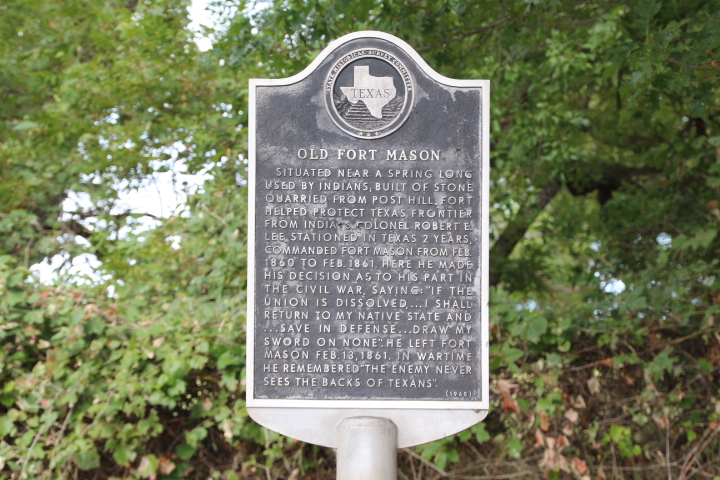 STATE HISTORICAL SURVEY COMMITTEE
TEXAS
OLD FORT MASON
SITUATED NEAR A SPRING LONG
USED BY INDIANS, BUILT OF STONE
QUARRIED FROM POST HILL, FORT
HELPED PROTECT TEXAS FRONTIER
FROM INDIANS. COLONEL ROBERT E.
LEE, STATIONED IN TEXAS 2 YEARS,
COMMANDED FORT MASON FROM FEB.
1860 TO FEB. 1861. HERE HE MADE
HIS DECISION AS TO HIS PART IN
THE CIVIL WAR, SAYING: "IF THE
UNION IS DISSOLVED...I SHALL
RETURN TO MY NATIVE STATE AND
...SAVE IN DEFENSE...DRAW MY
SWORD ON NONE". HE LEFT FORT
MASON FEB. 13, 1861. IN WARTIME
HE REMEMBERED "THE ENEMY NEVER
SEES THE BACKS OF TEXANS".
(1965)